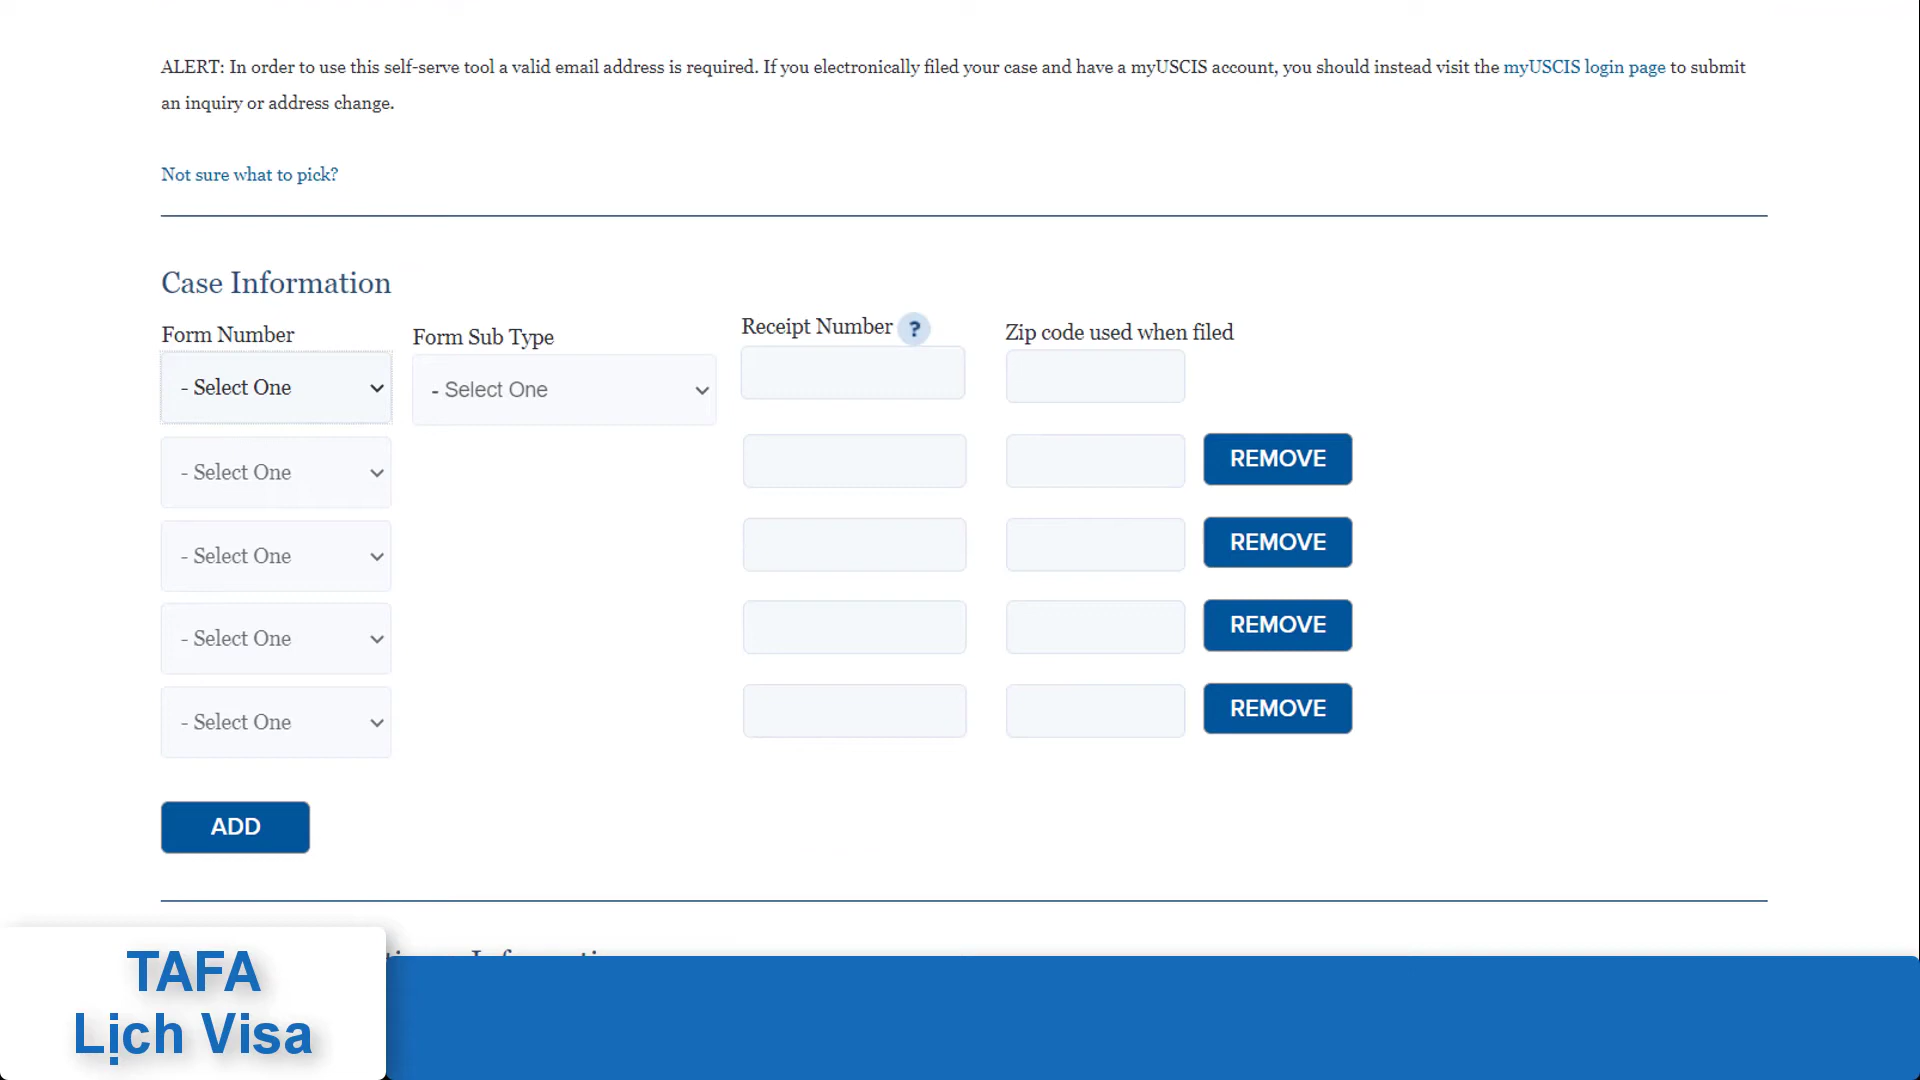 ALERT: In order to use this self-serve tool a valid email address is required. If you electronically filed your case and have a myUSCIS account, you should instead visit the myUSCIS login page to submit
an inquiry or address change.
Not sure what to pick?
Case Information
Form Number Form Sub Type Receipt Number ? Zip code used when filed
- Select One - Select One
- Select One REMOVE
- Select One REMOVE
- Select One REMOVE
- Select One REMOVE
ADD
TAFA
Lịch Visa